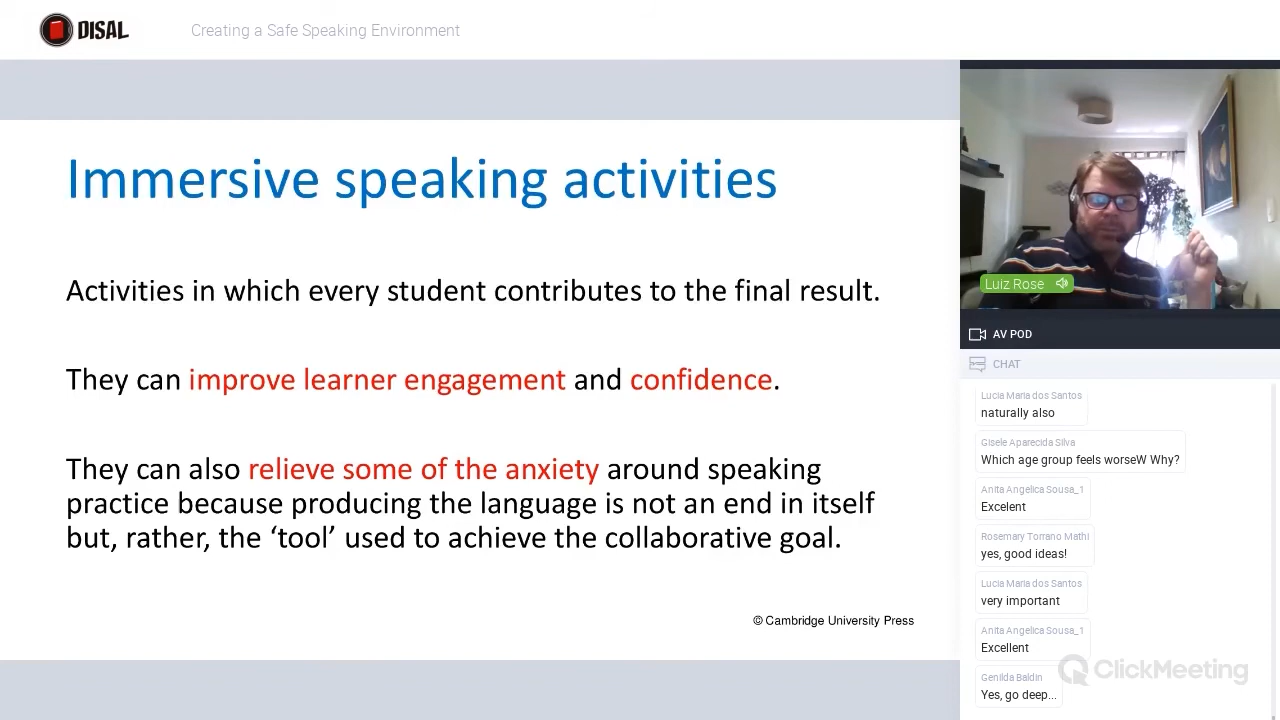 DISAL
Creating a Safe Speaking Environment
Immersive speaking activities
Activities in which every student contributes to the final result.
They can improve learner engagement and confidence.
They can also relieve some of the anxiety around speaking
practice because producing the language is not an end in itself
but, rather, the ‘tool’ used to achieve the collaborative goal.
© Cambridge University Press
Luiz Rose
AV POD
CHAT
Lucia Maria dos Santos
naturally also
Gisele Aparecida Silva
Which age group feels worseW Why?
Anita Angelica Sousa_1
Excelent
Rosemary Torrano Mathi
yes, good ideas!
Lucia Maria dos Santos
very important
Anita Angelica Sousa_1
Excellent
Genilda Baldin
Yes, go deep...
ClickMeeting